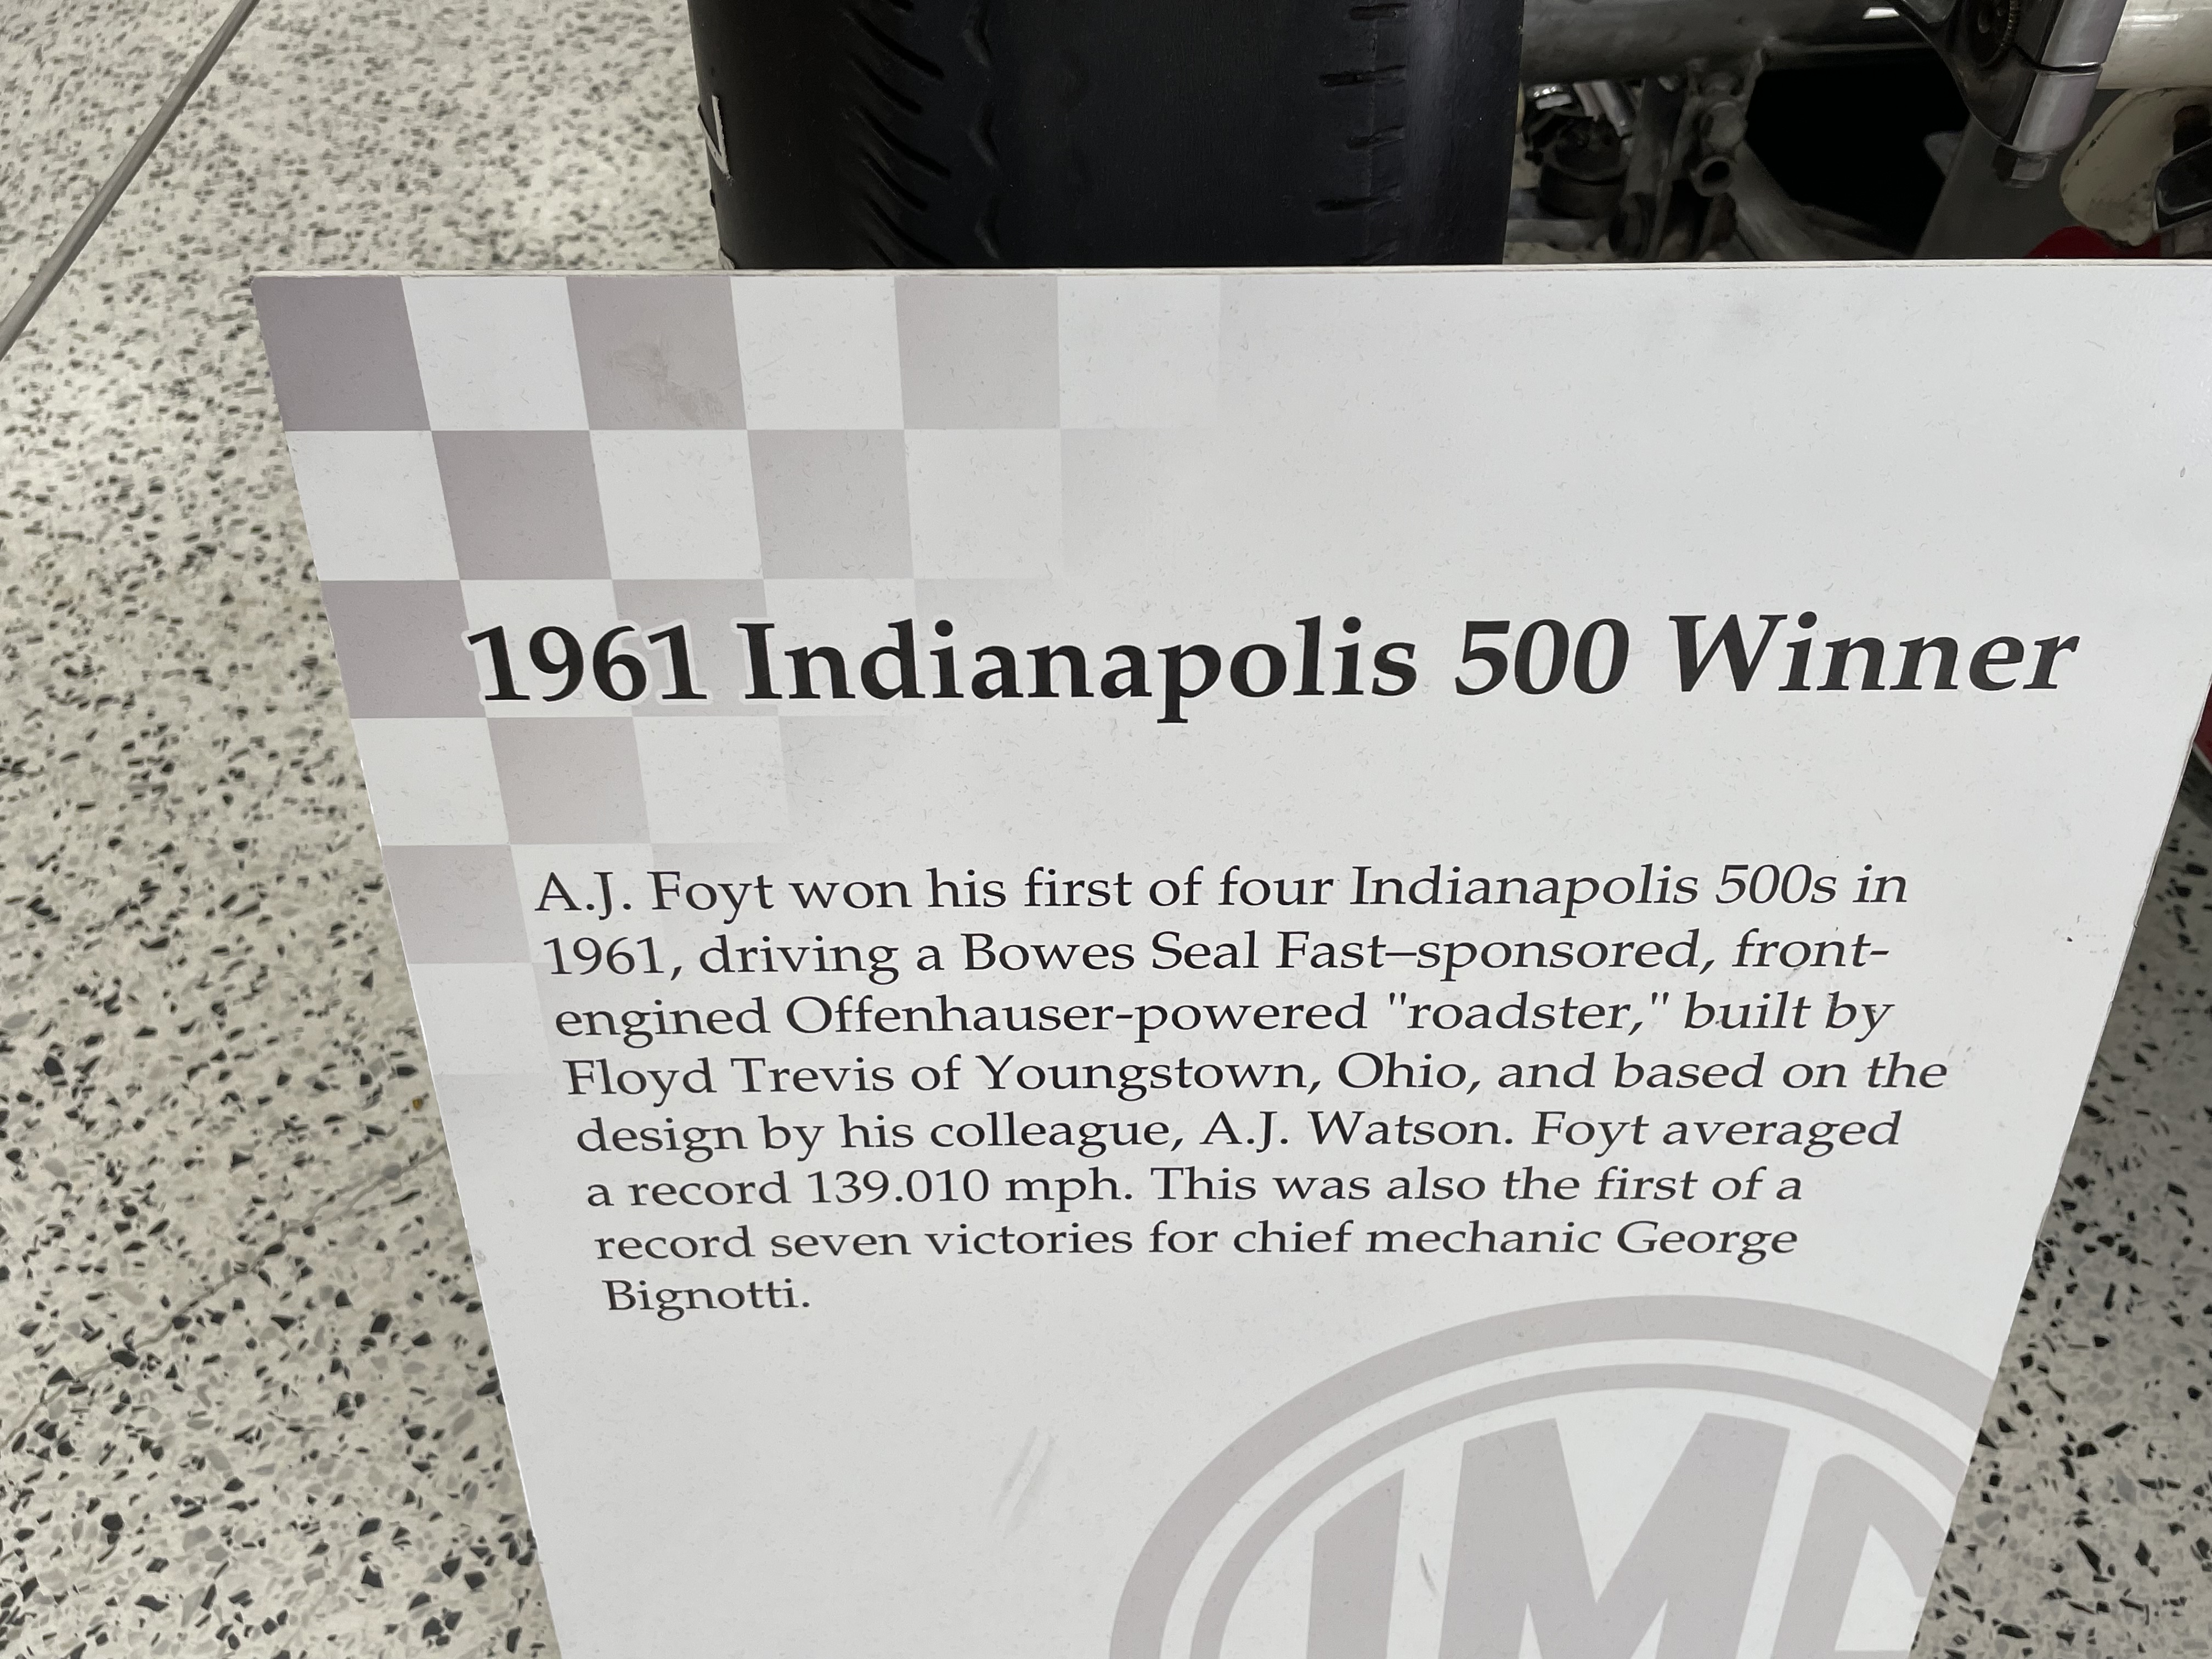 1961 Indianapolis 500 Winner
A.J. Foyt won his first of four Indianapolis 500s in
1961, driving a Bowes Seal Fast–sponsored, front-
engined Offenhauser-powered "roadster," built by
Floyd Trevis of Youngstown, Ohio, and based on the
design by his colleague, A.J. Watson. Foyt averaged
a record 139.010 mph. This was also the first of a
record seven victories for chief mechanic George
Bignotti.